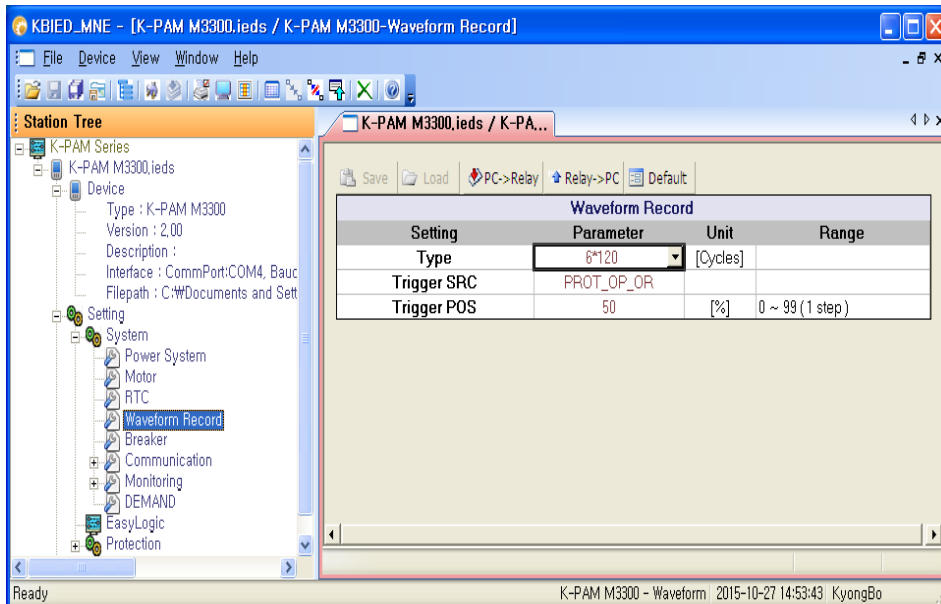 KBIED_MNE - [K-PAM M3300.ieds / K-PAM M3300-Waveform Record]
File Device View Window Help
Station Tree
K-PAM Series
K-PAM M3300.ieds
Device
Type : K-PAM M3300
Version : 2.00
Description :
Interface : CommPort:COM4, Baud
Filepath : C:₩Documents and Sett
Setting
System
Power System
Motor
RTC
Waveform Record
Breaker
Communication
Monitoring
DEMAND
EasyLogic
Protection
K-PAM M3300.ieds / K-PA...
Save Load PC->Relay Relay->PC Default
Waveform Record
Setting Parameter Unit Range
Type 6*120 [Cycles]
Trigger SRC PROT_OP_OR
Trigger POS 50 [%] 0 ~ 99 (1 step)
Ready K-PAM M3300 - Waveform 2015-10-27 14:53:43 KyongBo